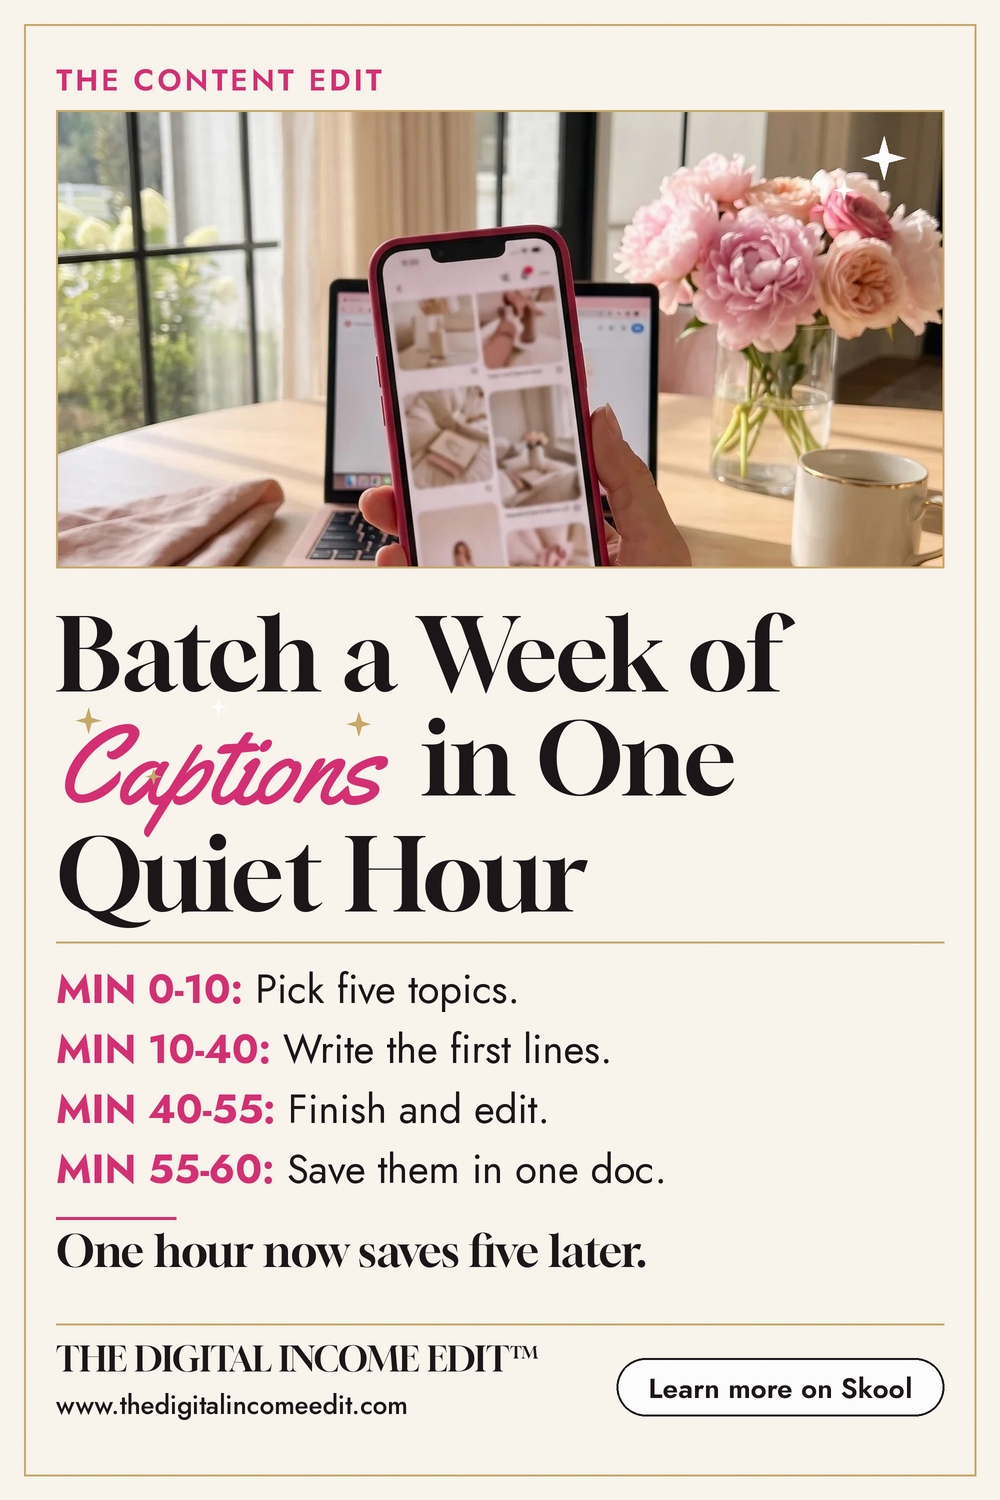 THE CONTENT EDIT
Batch a Week of
Captions in One
Quiet Hour
MIN 0-10: Pick five topics.
MIN 10-40: Write the first lines.
MIN 40-55: Finish and edit.
MIN 55-60: Save them in one doc.
One hour now saves five later.
THE DIGITAL INCOME EDIT™
www.thedigitalincomeedit.com
Learn more on Skool